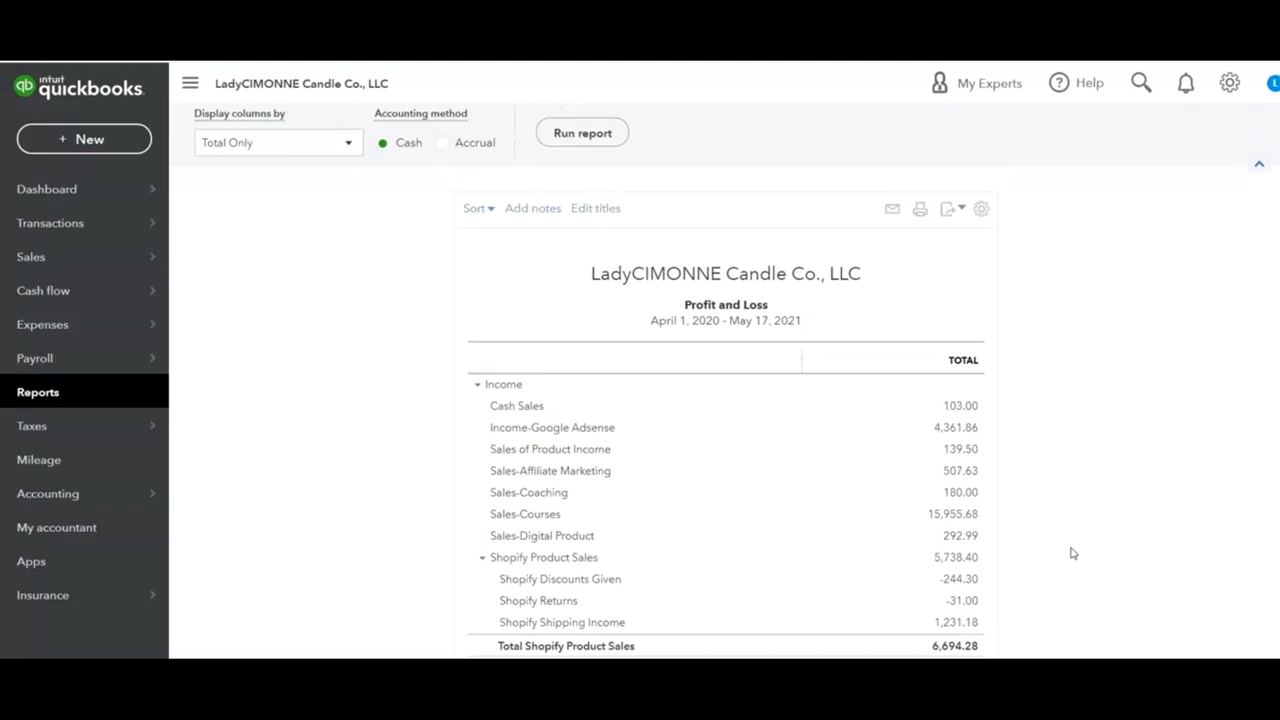 intuit
quickbooks.
LadyCIMONNE Candle Co., LLC
My Experts
Help
L
+ New
Dashboard
Transactions
Sales
Cash flow
Expenses
Payroll
Reports
Taxes
Mileage
Accounting
My accountant
Apps
Insurance
Display columns by
Accounting method
Total Only
Cash
Accrual
Run report
Sort
Add notes
Edit titles
LadyCIMONNE Candle Co., LLC
Profit and Loss
April 1, 2020 - May 17, 2021
TOTAL
Income
Cash Sales 103.00
Income-Google Adsense 4,361.86
Sales of Product Income 139.50
Sales-Affiliate Marketing 507.63
Sales-Coaching 180.00
Sales-Courses 15,955.68
Sales-Digital Product 292.99
Shopify Product Sales 5,738.40
Shopify Discounts Given -244.30
Shopify Returns -31.00
Shopify Shipping Income 1,231.18
Total Shopify Product Sales 6,694.28